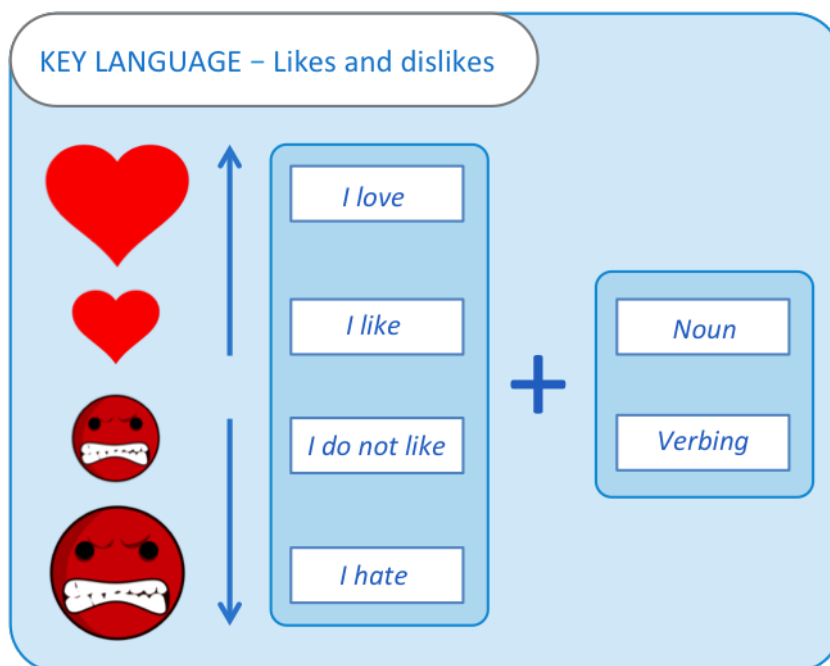 KEY LANGUAGE – Likes and dislikes
I love
I like
I do not like
I hate
Noun
Verbing